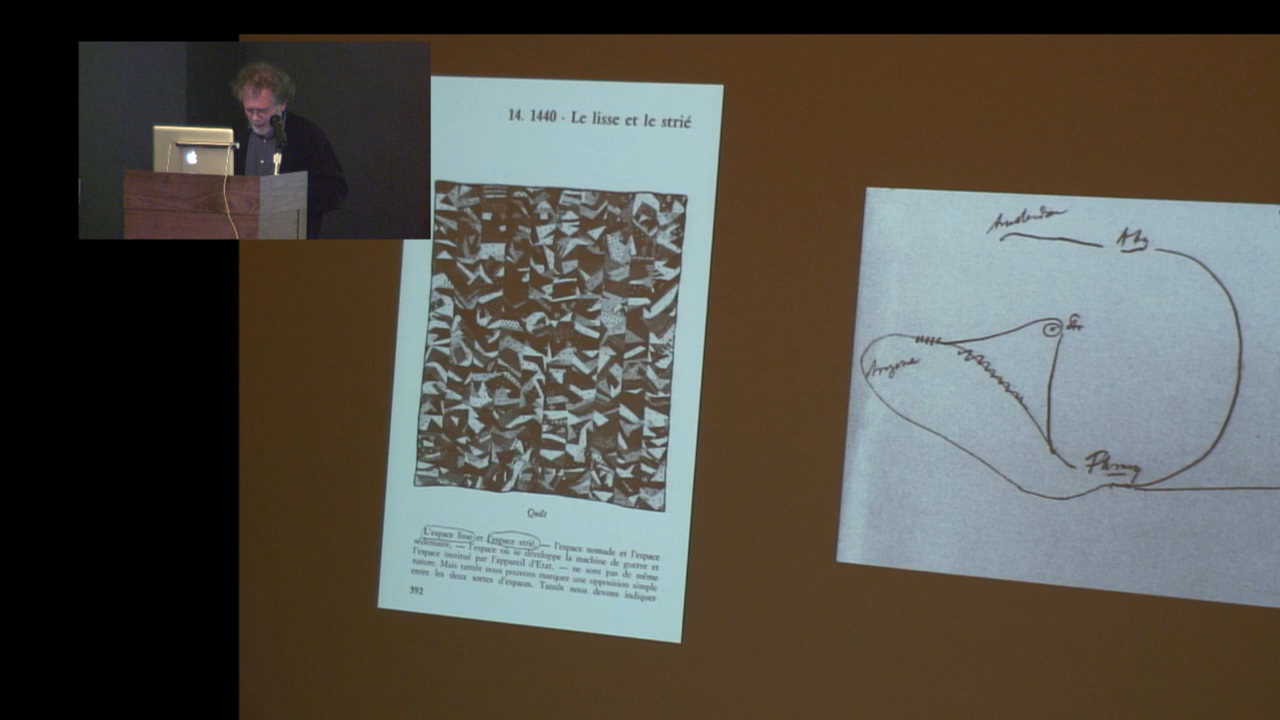 14. 1440 - Le lisse et le strié
Quilt
L'espace lisse et l'espace strié, — l'espace nomade et l'espace
sédentaire, — l'espace où se développe la machine de guerre et
l'espace institué par l'appareil d'Etat, — ne sont pas de même
nature. Mais tantôt nous pouvons marquer une opposition simple
entre les deux sortes d'espaces. Tantôt nous devons indiquer
592
Amsterdam